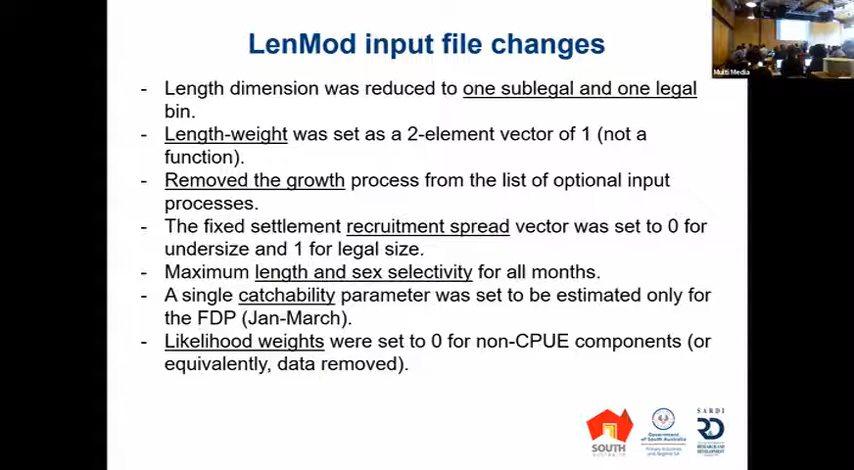 LenMod input file changes
- Length dimension was reduced to one sublegal and one legal
bin.
- Length-weight was set as a 2-element vector of 1 (not a
function).
- Removed the growth process from the list of optional input
processes.
- The fixed settlement recruitment spread vector was set to 0 for
undersize and 1 for legal size.
- Maximum length and sex selectivity for all months.
- A single catchability parameter was set to be estimated only for
the FDP (Jan-March).
- Likelihood weights were set to 0 for non-CPUE components (or
equivalently, data removed).
Multi Media
SOUTH
AUSTRALIA
Government
of South Australia
Primary Industries
and Regions SA
SARDI
RD
RESEARCH AND
DEVELOPMENT